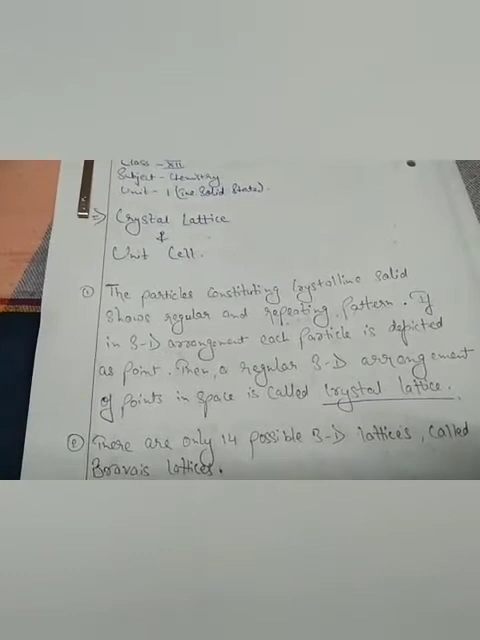 Class - XII
Subject - Chemistry
Unit - 1 (The Solid State).
⇒ Crystal Lattice
&
Unit Cell.
① The particles constituting Crystalline Solid
shows regular and repeating pattern. If
in 3-D arrangement each particle is depicted
as point. Then, a regular 3-D arrangement
of points in space is called Crystal lattice.
② There are only 14 possible 3-D lattices, called
Bravais lattices.